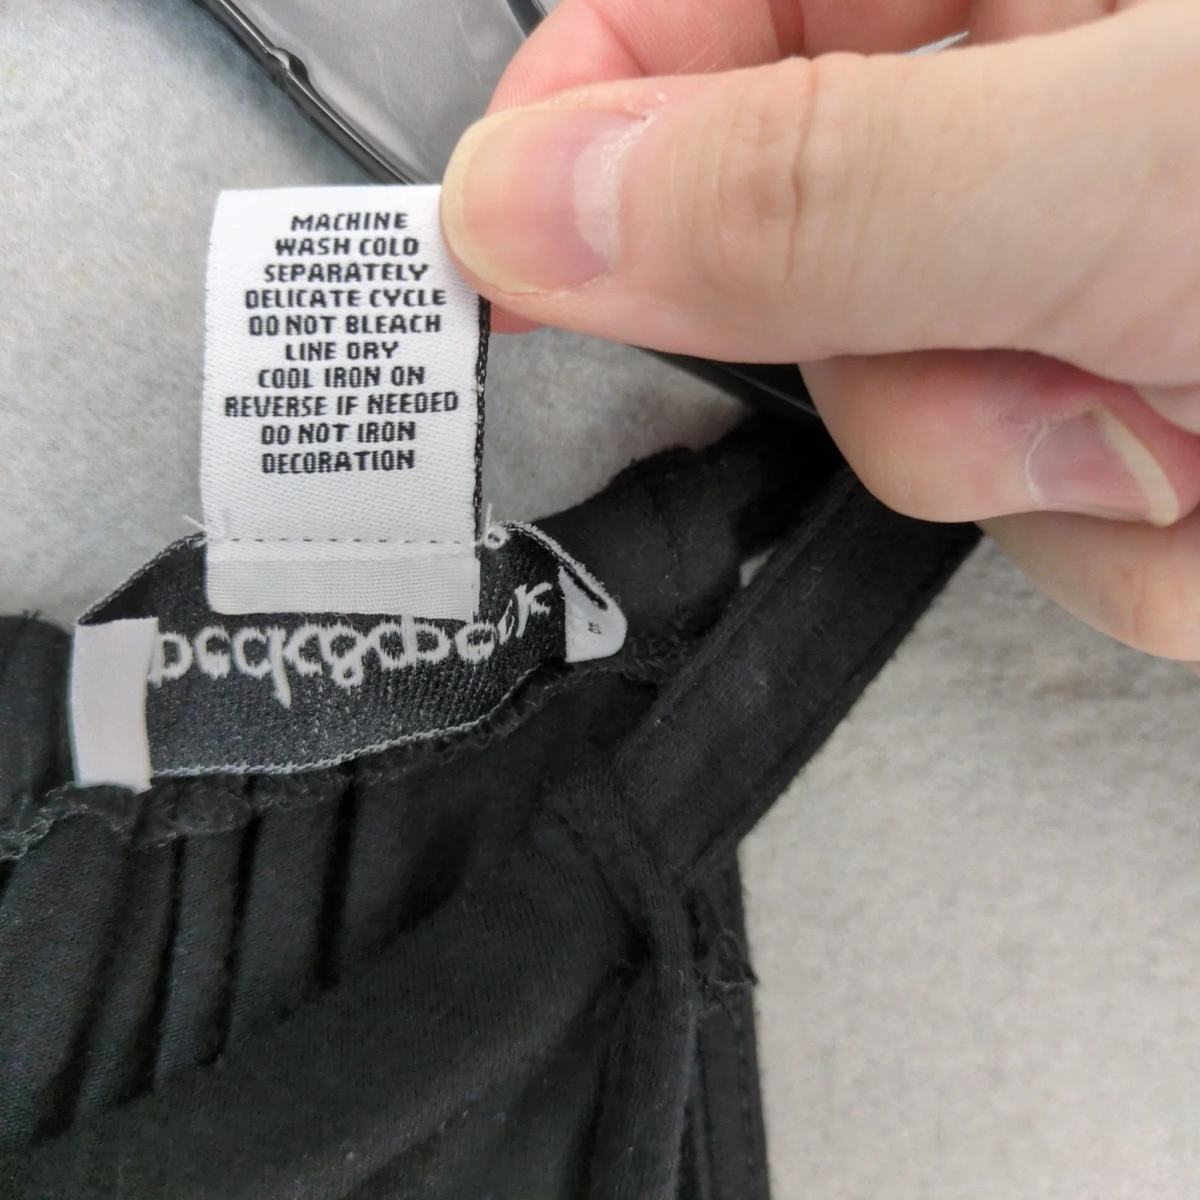 MACHINE
WASH COLD
SEPARATELY
DELICATE CYCLE
DO NOT BLEACH
LINE DRY
COOL IRON ON
REVERSE IF NEEDED
DO NOT IRON
DECORATION